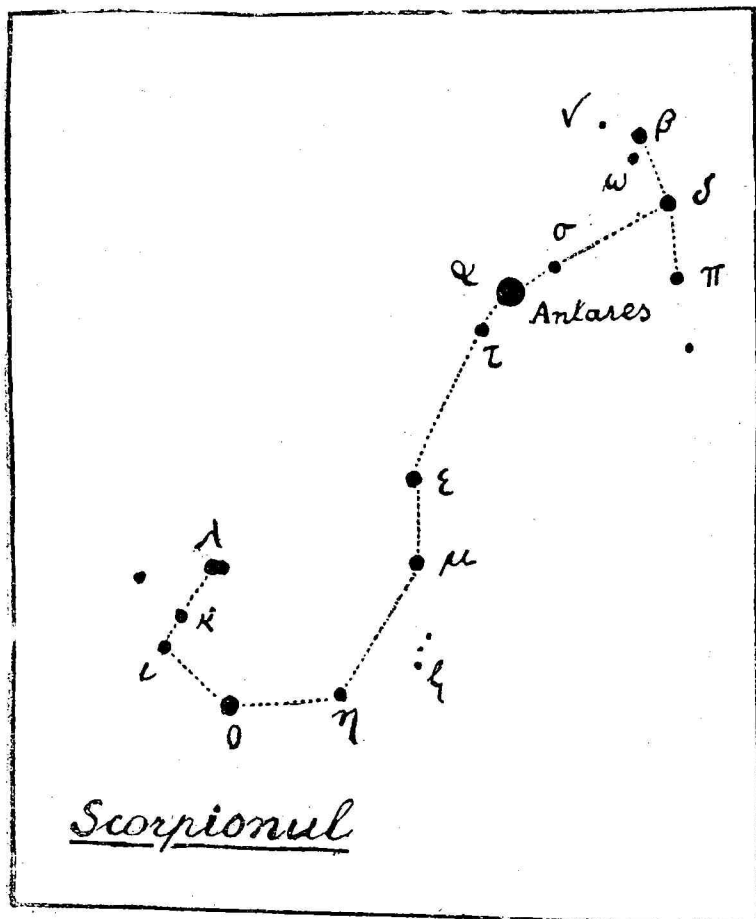 ν
β
ω
δ
σ
α
π
Antares
τ
ε
λ
μ
κ
ζ
ι
θ
η
Scorpionul